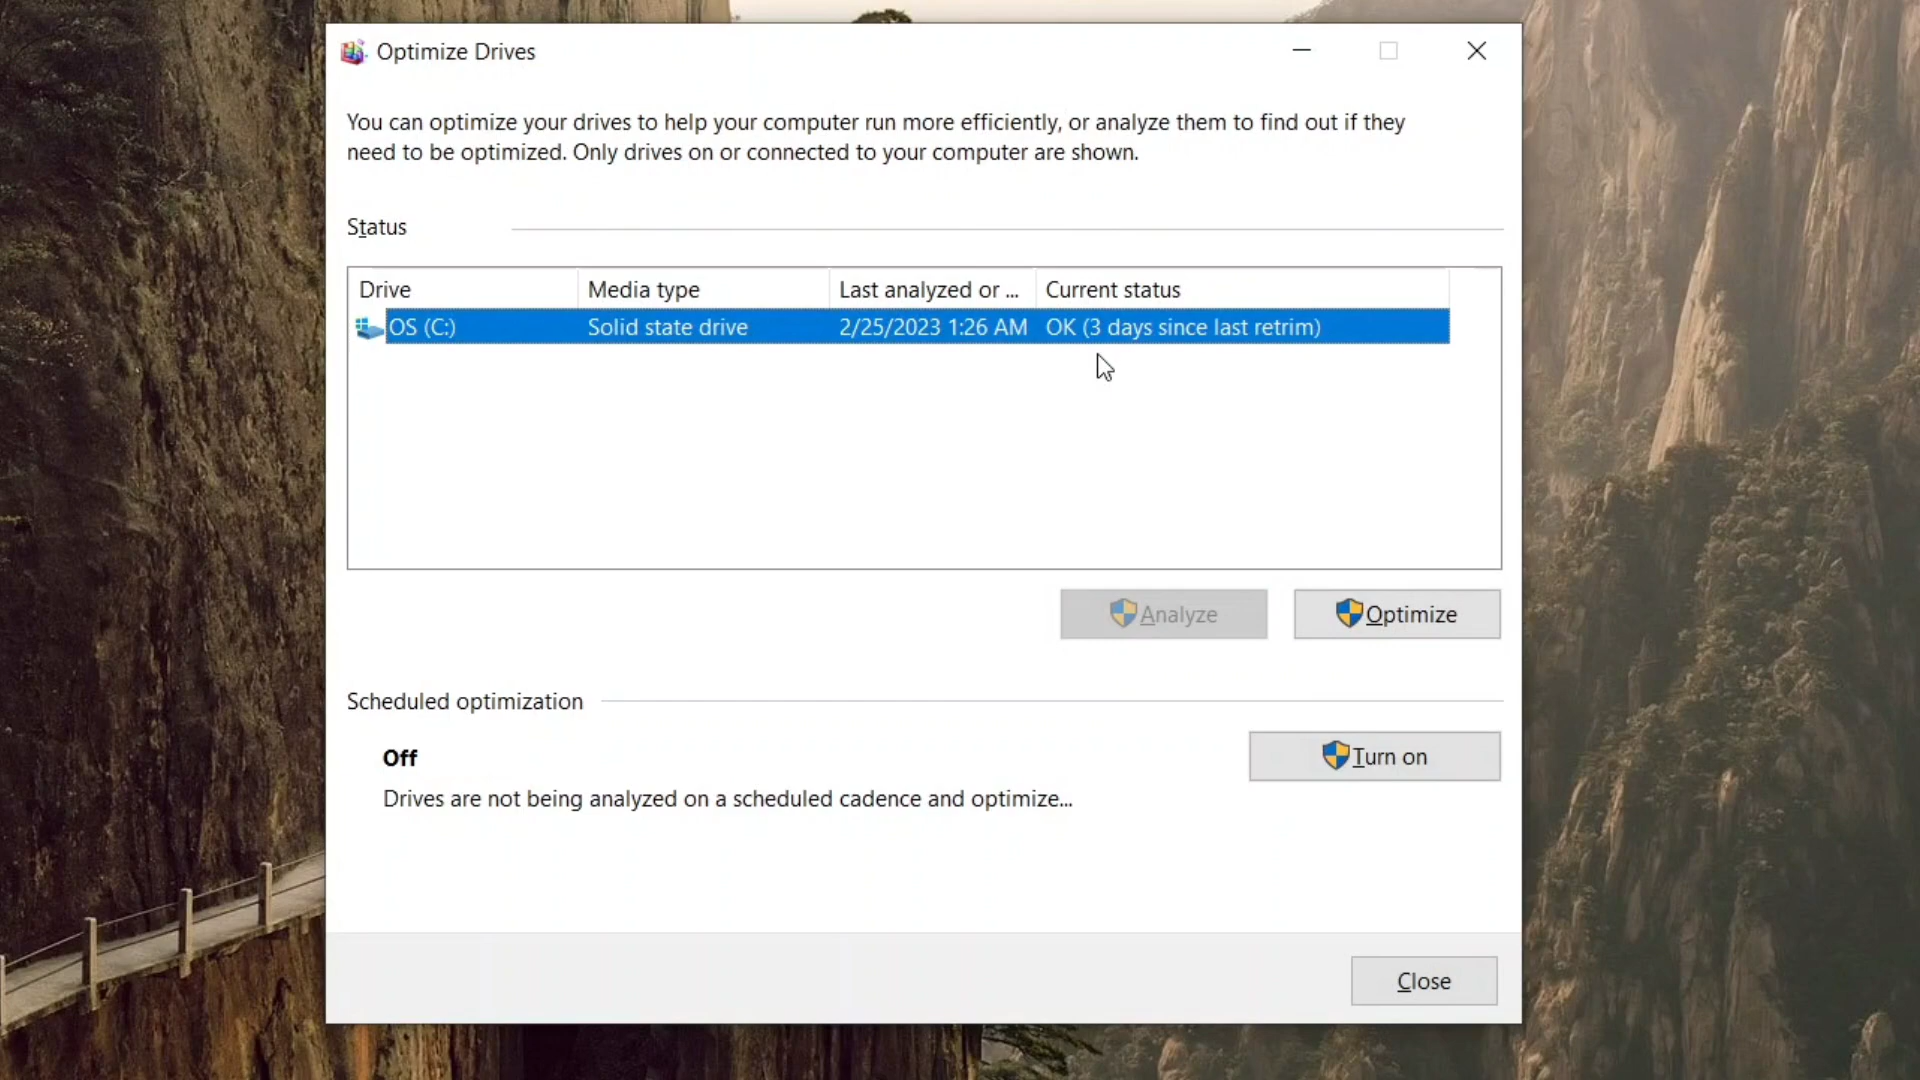 Optimize Drives
You can optimize your drives to help your computer run more efficiently, or analyze them to find out if they
need to be optimized. Only drives on or connected to your computer are shown.
Status
Drive Media type Last analyzed or ... Current status
OS (C:) Solid state drive 2/25/2023 1:26 AM OK (3 days since last retrim)
Analyze Optimize
Scheduled optimization
Off
Turn on
Drives are not being analyzed on a scheduled cadence and optimize...
Close